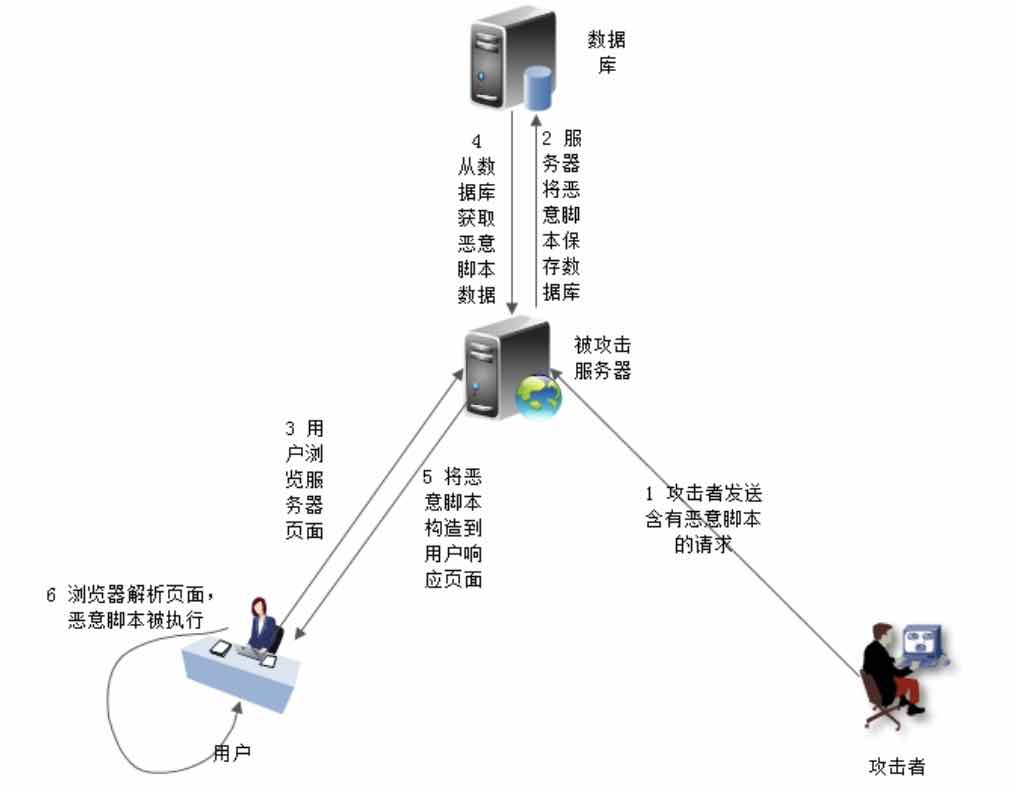 数据
库
4
从数
据库
获取
恶意
脚本
数据
2 服
务器
将恶
意脚
本保
存数
据库
被攻击
服务器
3 用
户浏
览服
务器
页面
5 将恶
意脚本
构造到
用户响
应页面
1 攻击者发送
含有恶意脚本
的请求
6 浏览器解析页面，
恶意脚本被执行
用户
攻击者